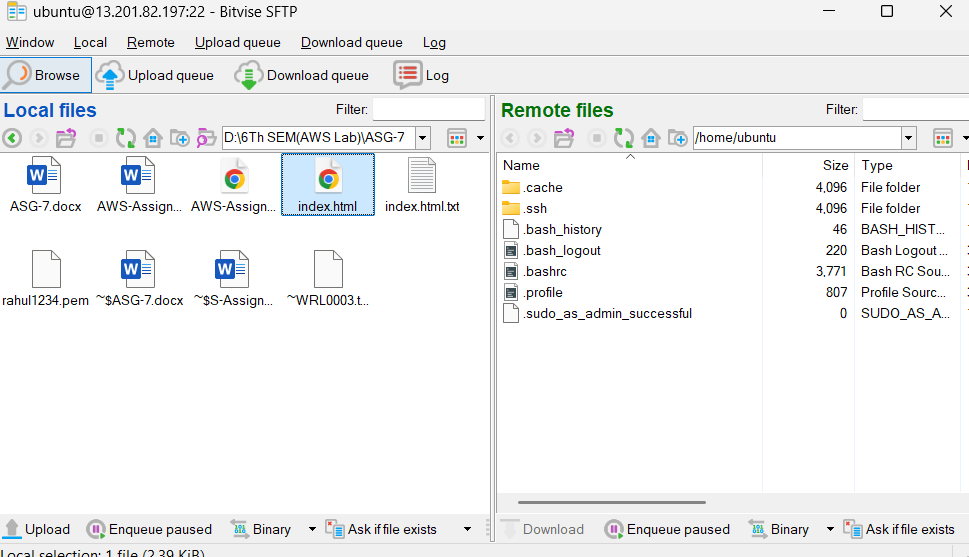 ubuntu@13.201.82.197:22 - Bitvise SFTP
Window Local Remote Upload queue Download queue Log
Browse Upload queue Download queue Log
Local files Filter:
D:\6Th SEM(AWS Lab)\ASG-7
ASG-7.docx AWS-Assign... AWS-Assign... index.html index.html.txt
rahul1234.pem ~$ASG-7.docx ~$S-Assign... ~WRL0003.t...
Upload Enqueue paused Binary Ask if file exists
Local selection: 1 file (2.39 KiB)
Remote files Filter:
/home/ubuntu
Name Size Type
.cache 4,096 File folder
.ssh 4,096 File folder
.bash_history 46 BASH_HIST...
.bash_logout 220 Bash Logout ...
.bashrc 3,771 Bash RC Sou...
.profile 807 Profile Sourc...
.sudo_as_admin_successful 0 SUDO_AS_A...
Download Enqueue paused Binary Ask if file exists